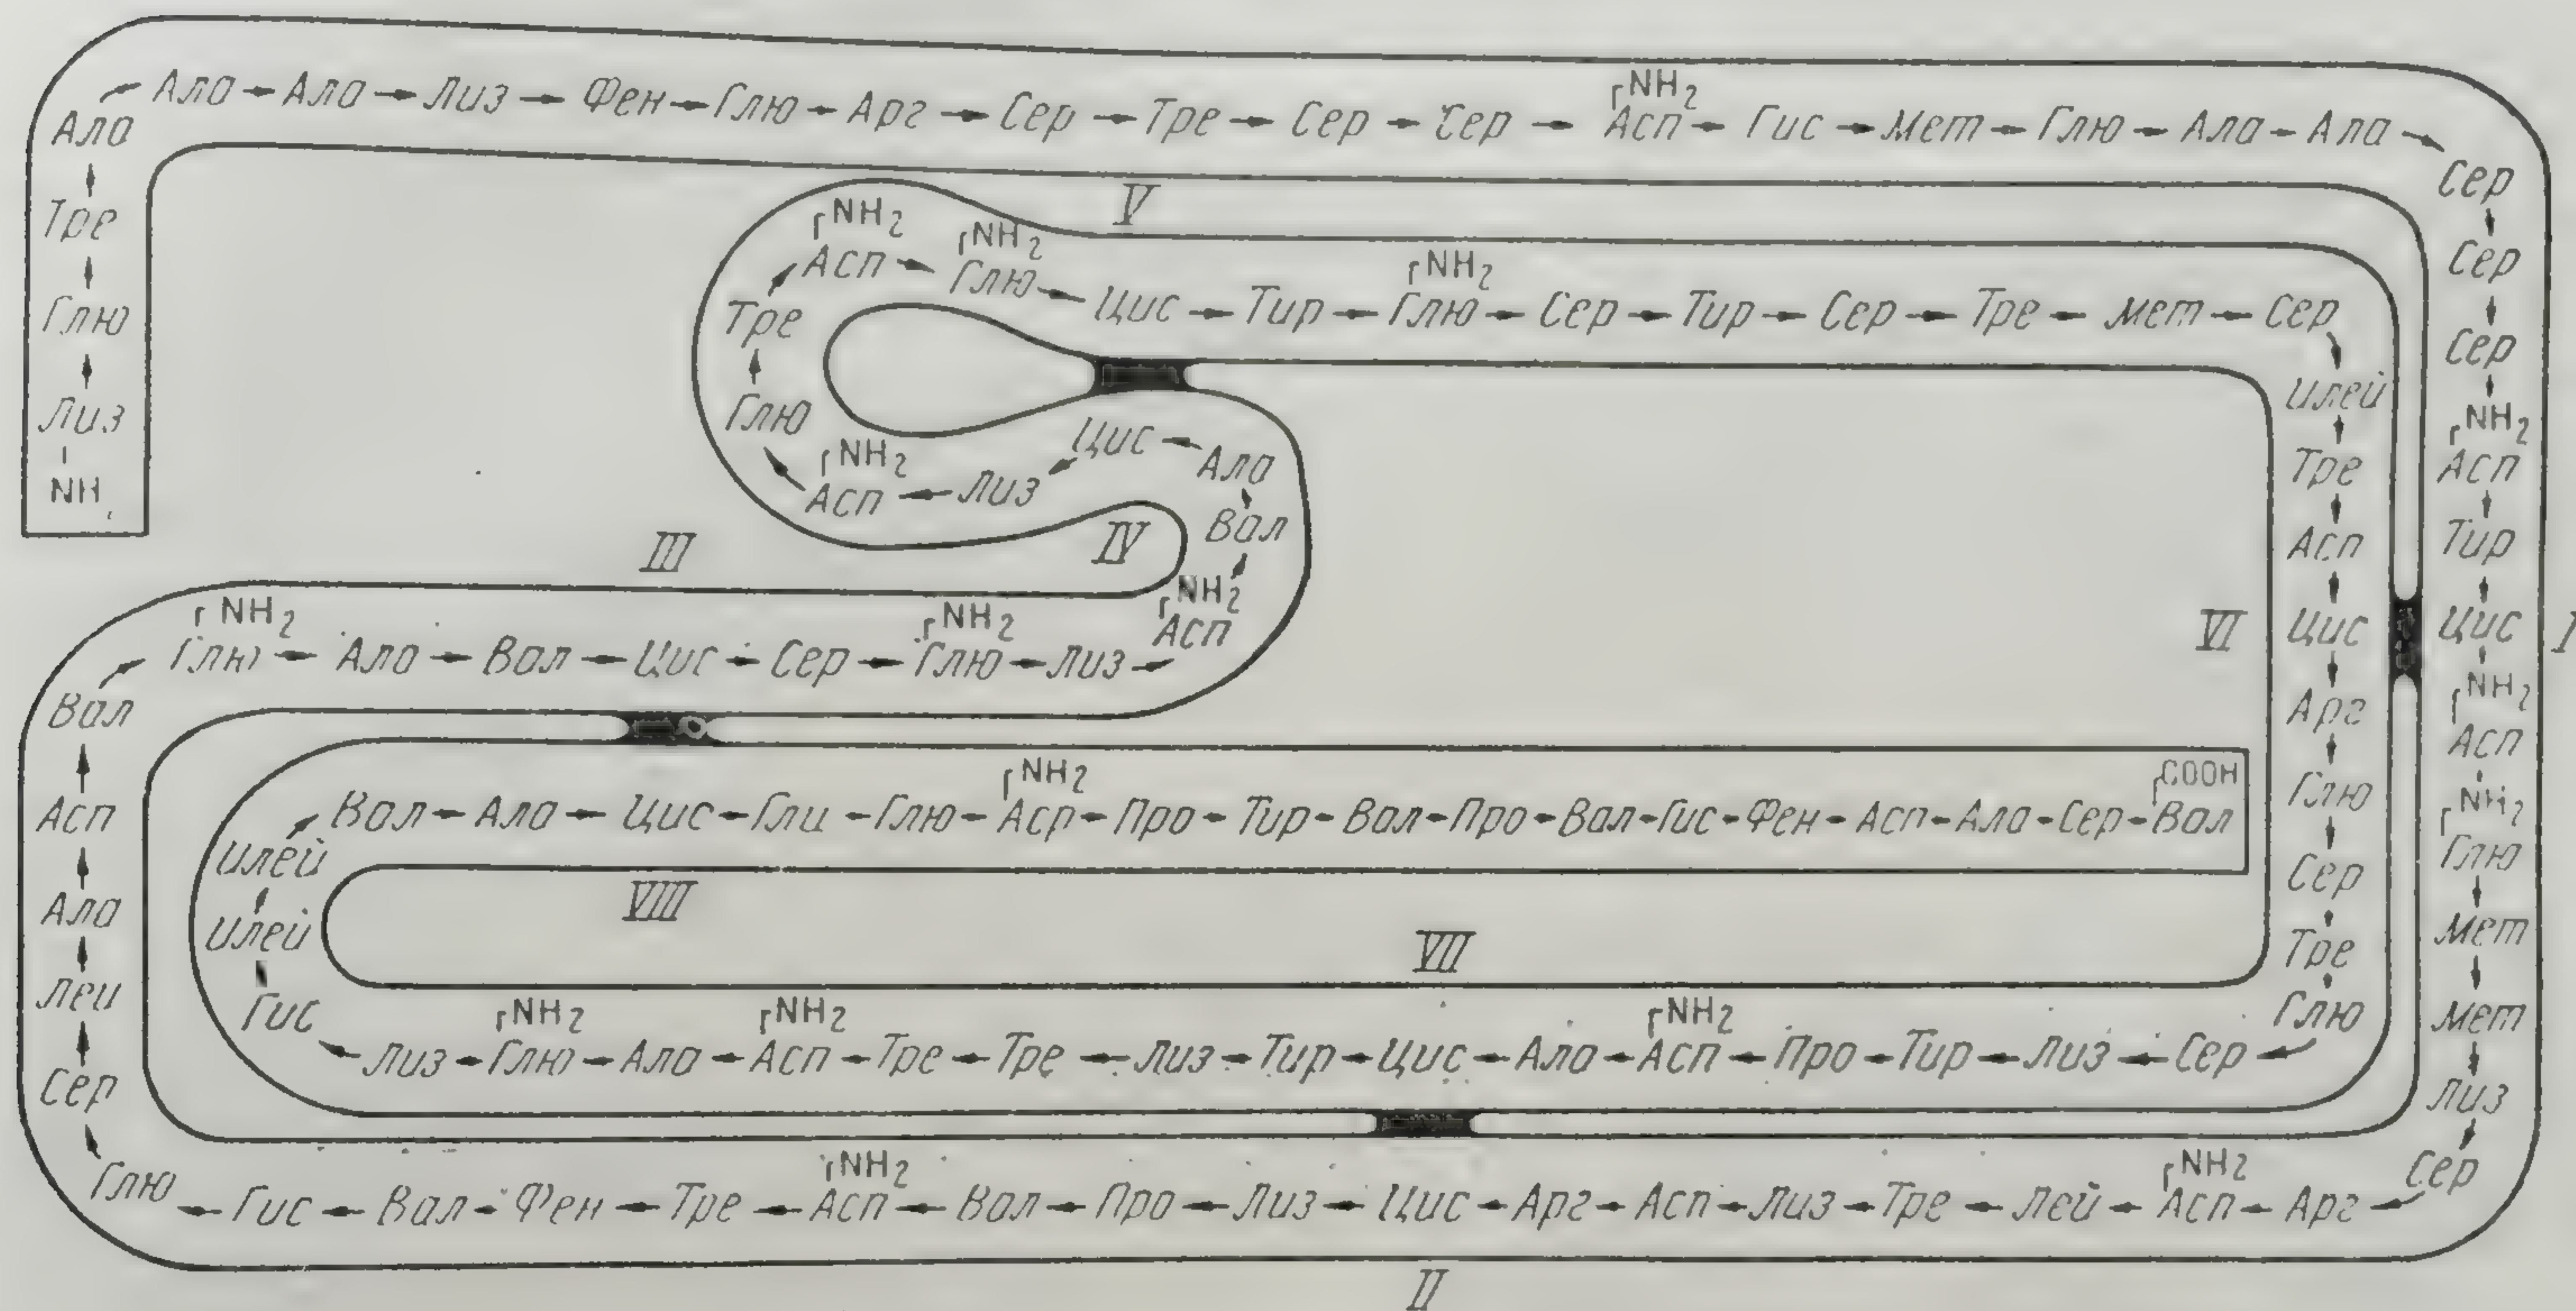 Ала Ала Лиз Фен Глю Арг Сер Тре Сер Сер Асп Гис Мет Глю Ала Ала
NH2
Ала
Тре
Глю
Лиз
NH
Сер
Сер
Сер
NH2
Асп
Тир
Цис
I
NH2
Асп
NH2
Глю
Мет
Мет
Лиз
Сер
NH2 NH2
Глю Гис Вал Фен Тре Асп Вал Про Лиз Цис Арг Асп Лиз Тре Лей Асп Арг
II
Сер
Лей
Ала
Асп
Вал
III
NH2 NH2
Глю Ала Вал Цис Сер Глю Лиз
NH2
Асп
Вал
Ала
IV
Цис
Лиз
NH2
Асп
Глю
Тре
NH2
Асп
NH2
Глю
V
NH2
Цис Тир Глю Сер Тир Сер Тре Мет Сер
Илей
Тре
Асп
VI
Цис
Арг
Глю
Сер
Тре
Глю
VII
NH2 NH2 NH2
Лиз Глю Ала Асп Тре Тре Лиз Тир Цис Ала Асп Про Тир Лиз Сер
Гис
Илей
Илей
VIII
NH2 COOH
Вал Ала Цис Гли Глю Аср Про Тир Вал Про Вал Гис Фен Асп Ала Сер Вал